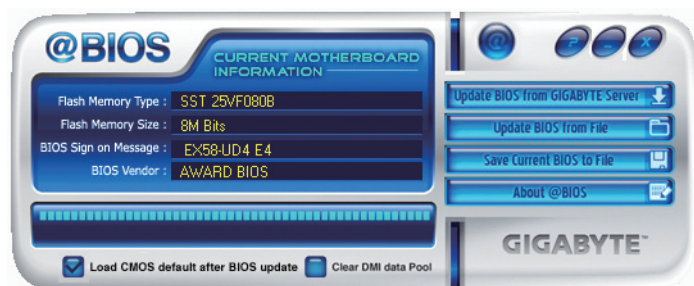 @BIOS
CURRENT MOTHERBOARD
INFORMATION
Flash Memory Type : SST 25VF080B
Flash Memory Size : 8M Bits
BIOS Sign on Message : EX58-UD4 E4
BIOS Vendor : AWARD BIOS
Load CMOS default after BIOS update
Clear DMI data Pool
@
? _ X
Update BIOS from GIGABYTE Server
Update BIOS from File
Save Current BIOS to File
About @BIOS
GIGABYTE™